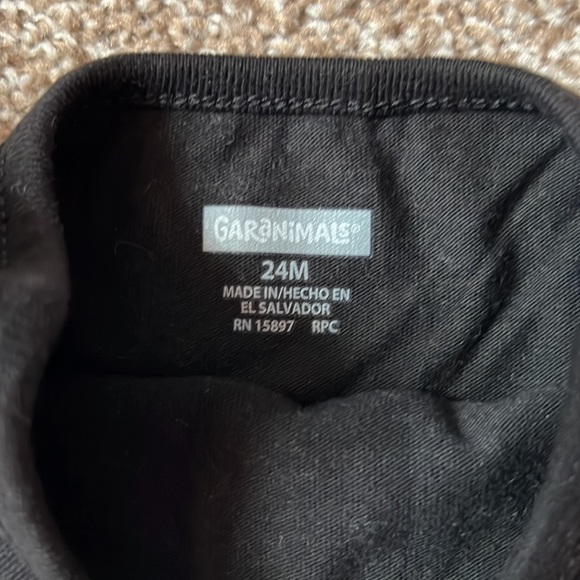 GARANIMALS®
24M
MADE IN/HECHO EN
EL SALVADOR
RN 15897 RPC